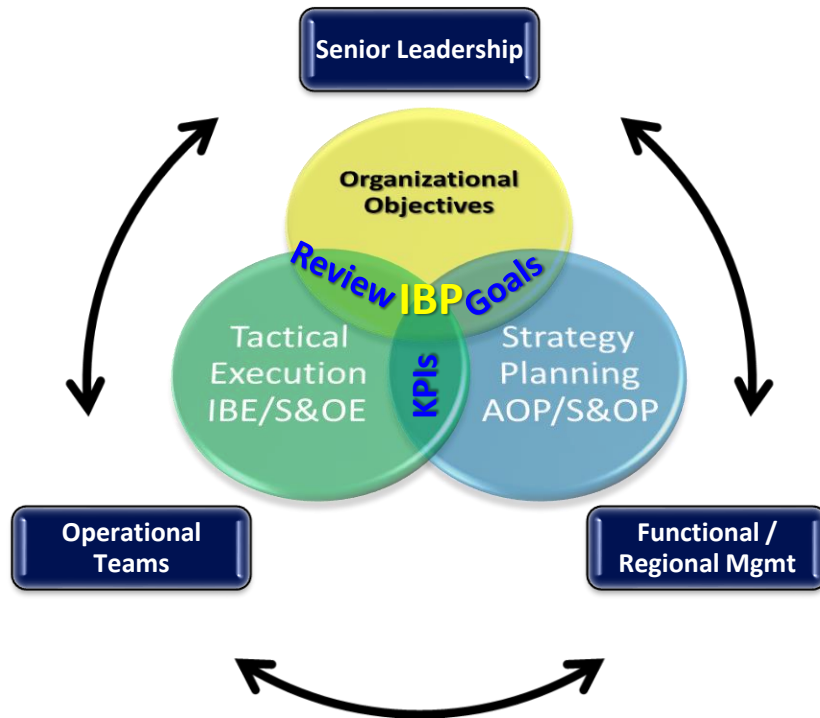 Senior Leadership
Organizational
Objectives
Review
IBP
Goals
Tactical
Execution
IBE/S&OE
KPIs
Strategy
Planning
AOP/S&OP
Operational
Teams
Functional /
Regional Mgmt